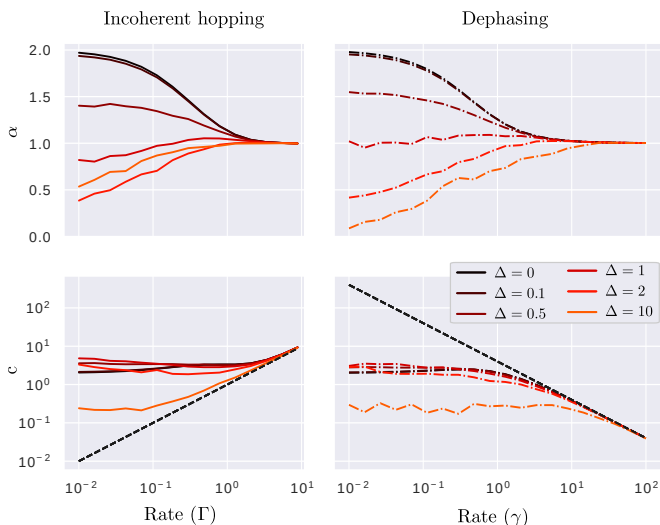 Incoherent hopping
Dephasing
α
2.0
1.5
1.0
0.5
0.0
c
10²
10¹
10⁰
10⁻¹
10⁻²
Δ = 0
Δ = 0.1
Δ = 0.5
Δ = 1
Δ = 2
Δ = 10
10⁻² 10⁻¹ 10⁰ 10¹
10⁻² 10⁻¹ 10⁰ 10¹ 10²
Rate (Γ)
Rate (γ)